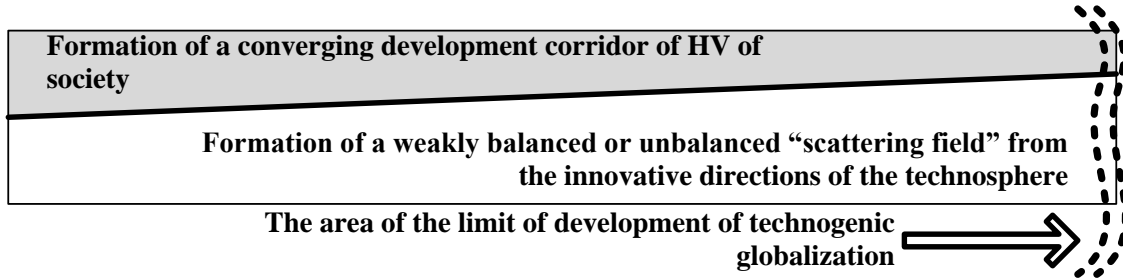 Formation of a converging development corridor of HV of
society
Formation of a weakly balanced or unbalanced “scattering field” from
the innovative directions of the technosphere
The area of the limit of development of technogenic
globalization